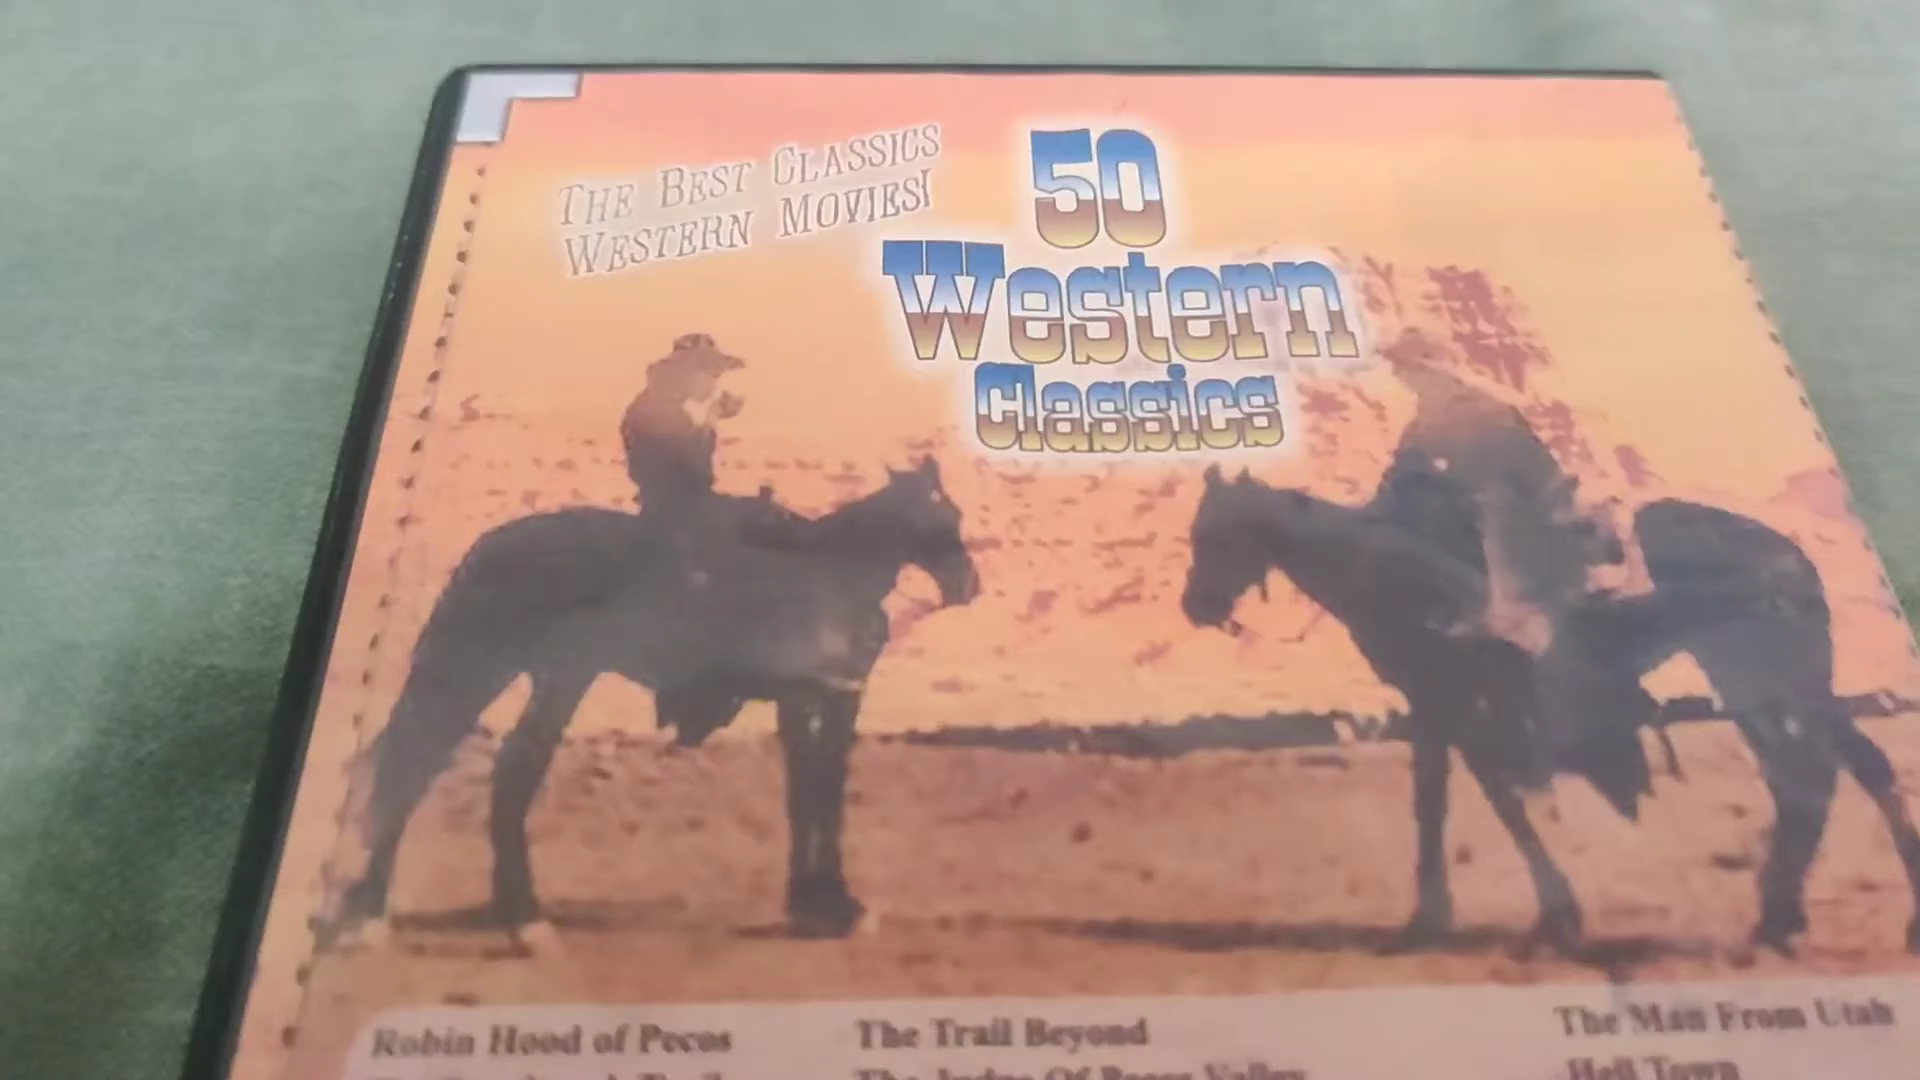 THE BEST CLASSICS
WESTERN MOVIES!
50
Western
Classics
Robin Hood of Pecos
The Trail Beyond
The Man From Utah
Trail
The Judge Of Pecos Valley
Hell Town